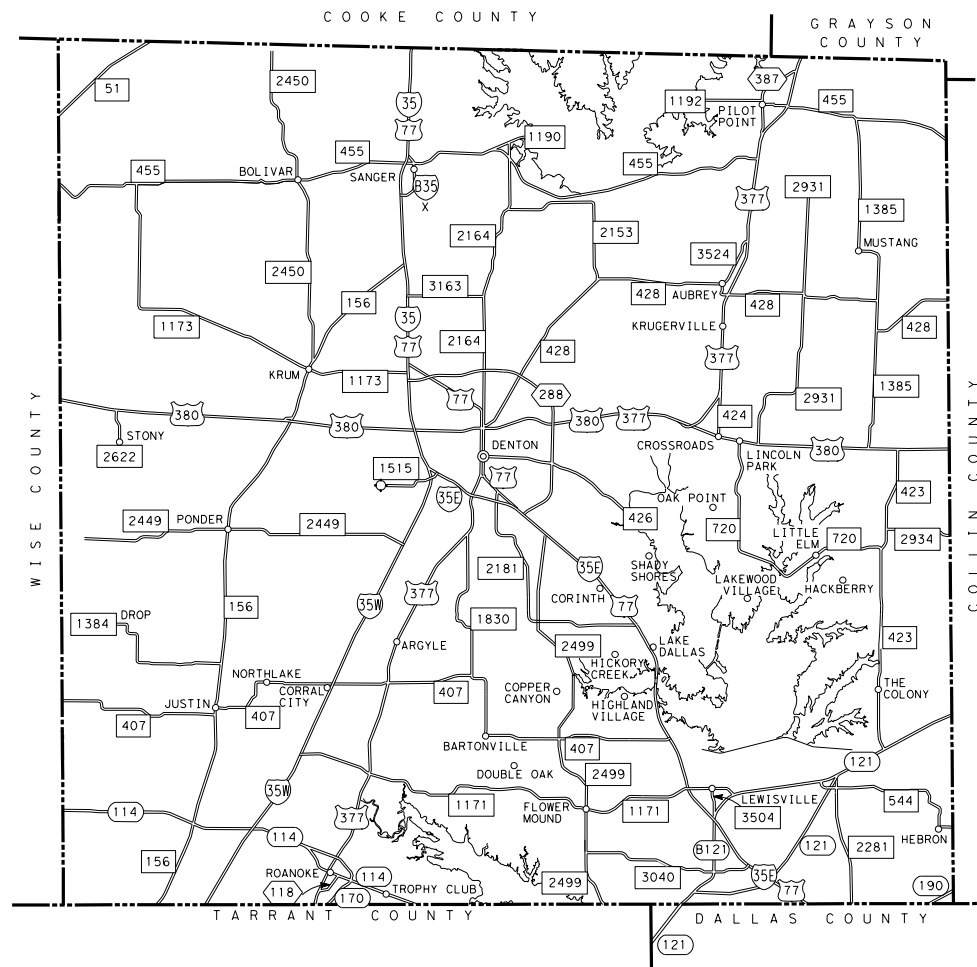 COOKE COUNTY
GRAYSON
COUNTY
387
2450
51
35
1192
455
77
PILOT
POINT
1190
455
455
455
BOLIVAR
SANGER
B35
X
2931
377
1385
2164
2153
MUSTANG
3524
2450
3163
428
AUBREY
428
156
35
KRUGERVILLE
428
1173
2164
77
428
377
KRUM
1173
77
288
1385
2931
380
380
380
377
424
STONY
DENTON
CROSSROADS
380
2622
LINCOLN
PARK
1515
77
35E
OAK POINT
423
2449
PONDER
2449
426
720
LITTLE
ELM
720
2934
2181
35E
SHADY
SHORES
LAKEWOOD
VILLAGE
HACKBERRY
WISE COUNTY
COLLIN COUNTY
377
CORINTH
77
35W
156
1384
DROP
1830
423
ARGYLE
2499
LAKE
DALLAS
HICKORY
CREEK
NORTHLAKE
CORRAL
CITY
407
COPPER
CANYON
THE
COLONY
JUSTIN
407
HIGHLAND
VILLAGE
407
BARTONVILLE
407
121
DOUBLE OAK
2499
35W
1171
FLOWER
MOUND
1171
LEWISVILLE
544
114
377
3504
114
HEBRON
B121
121
2281
156
ROANOKE
114
118
170
TROPHY CLUB
2499
3040
35E
77
190
TARRANT COUNTY
DALLAS COUNTY
121